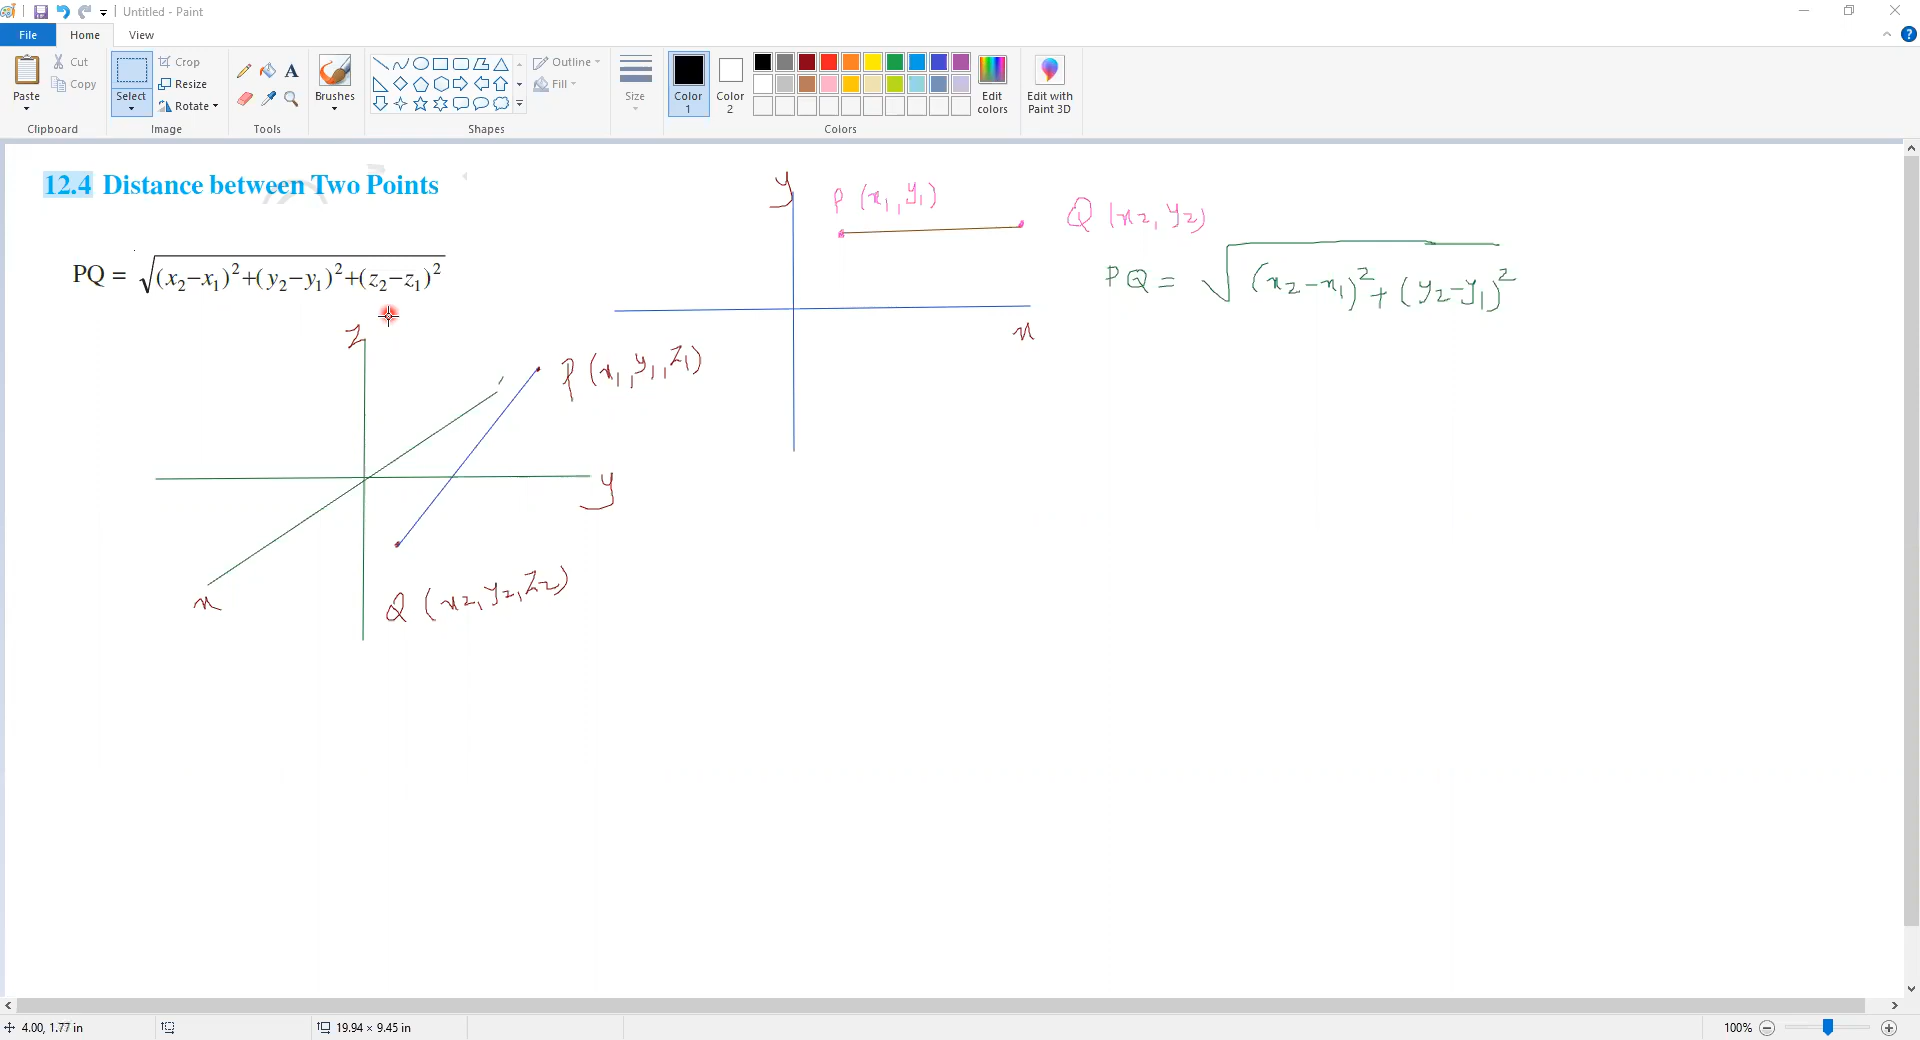 Untitled - Paint
File Home View
Paste
Cut
Copy
Clipboard
Select
Crop
Resize
Rotate
Image
A
Tools
Brushes
Shapes
Outline
Fill
Size
Color 1
Color 2
Edit colors
Edit with Paint 3D
Colors
12.4 Distance between Two Points
PQ = √(x₂−x₁)²+(y₂−y₁)²+(z₂−z₁)²
y
P (x₁, y₁)
Q (x₂, y₂)
PQ = √(x₂−x₁)²+(y₂−y₁)²
x
z
P (x₁, y₁, z₁)
y
x
Q (x₂, y₂, z₂)
4.00, 1.77 in
19.94 × 9.45 in
100%